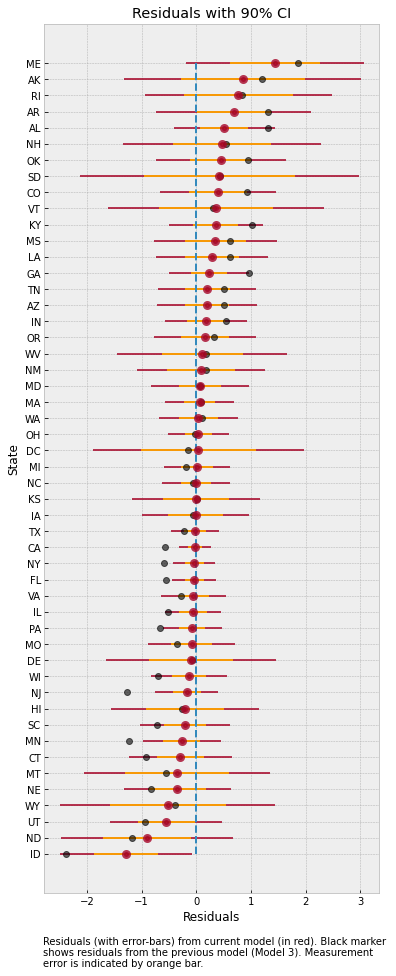 Residuals with 90% CI
State
ME
AK
RI
AR
AL
NH
OK
SD
CO
VT
KY
MS
LA
GA
TN
AZ
IN
OR
WV
NM
MD
MA
WA
OH
DC
MI
NC
KS
IA
TX
CA
NY
FL
VA
IL
PA
MO
DE
WI
NJ
HI
SC
MN
CT
MT
NE
WY
UT
ND
ID
−2 −1 0 1 2 3
Residuals
Residuals (with error-bars) from current model (in red). Black marker
shows residuals from the previous model (Model 3). Measurement
error is indicated by orange bar.